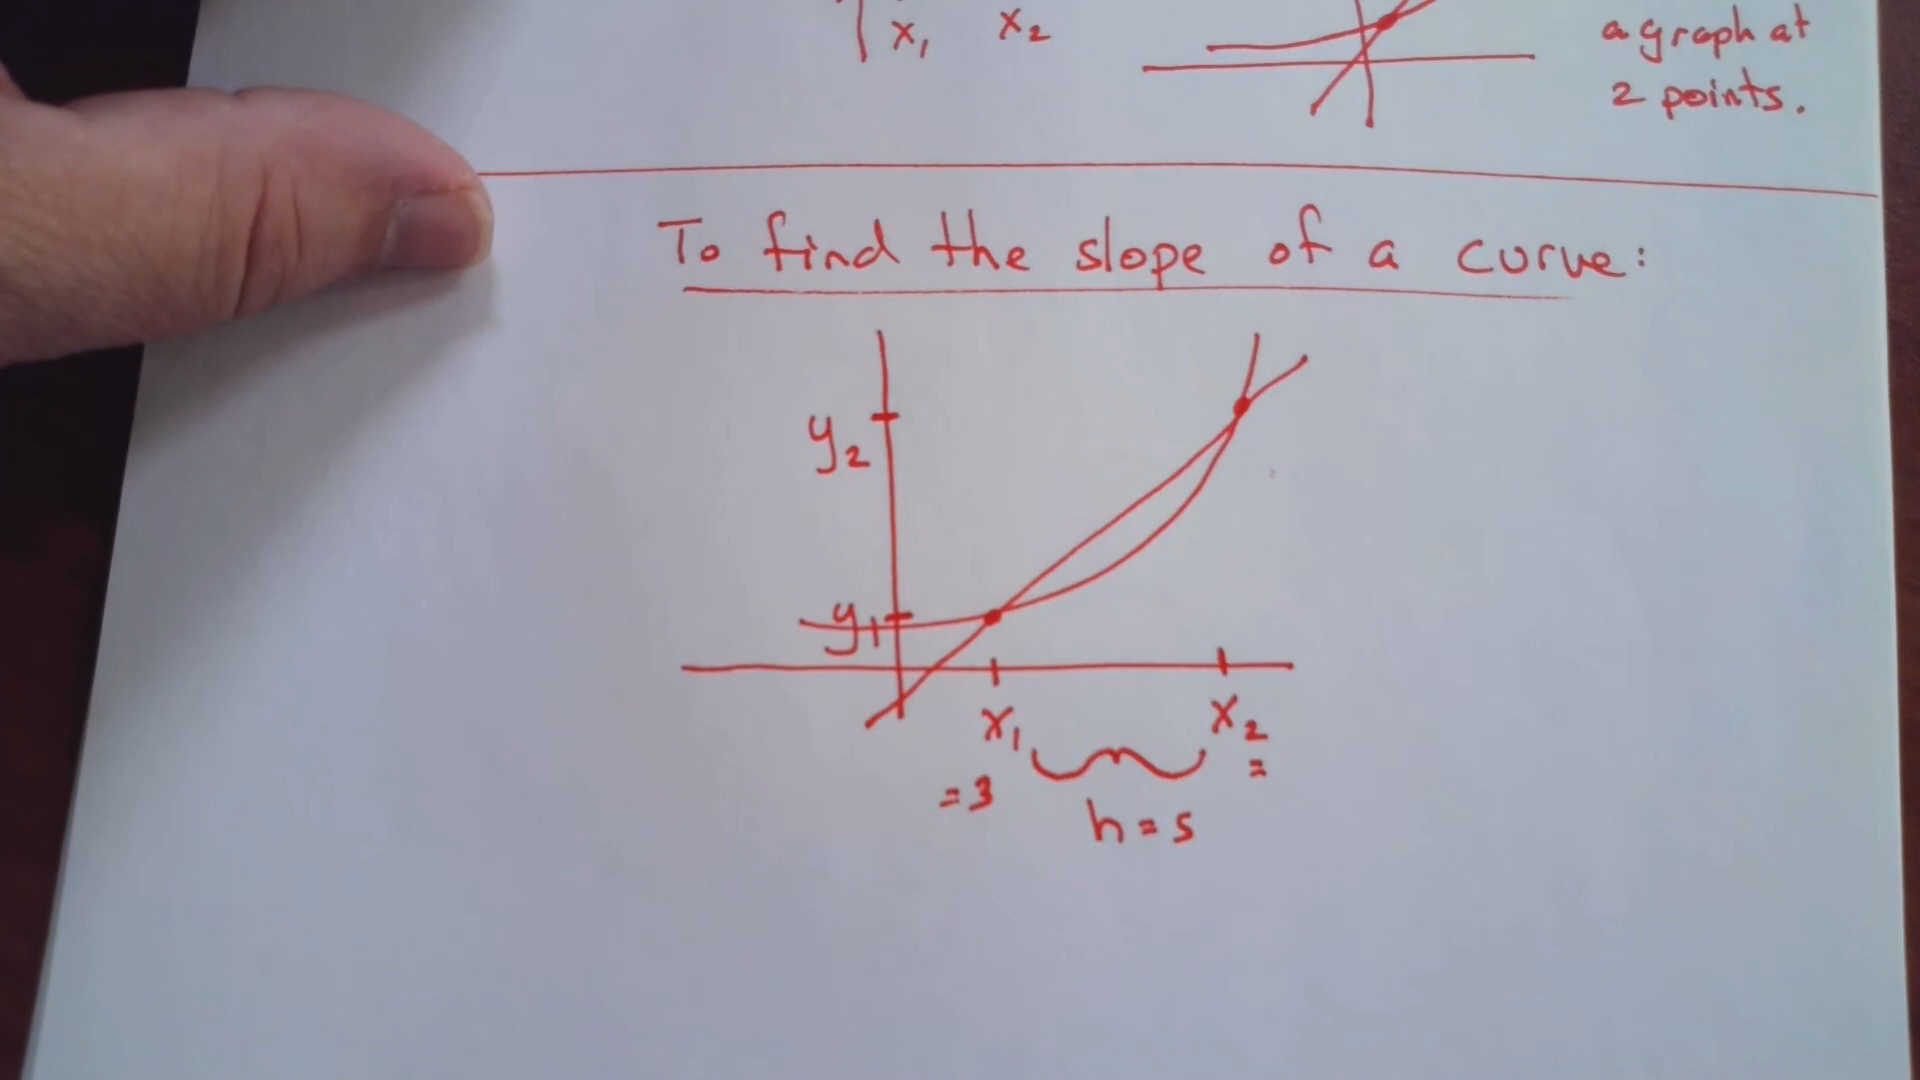 x₁ x₂
a graph at
2 points.
To find the slope of a curve:
y₂
y₁
x₁ x₂
=3 =
h=5